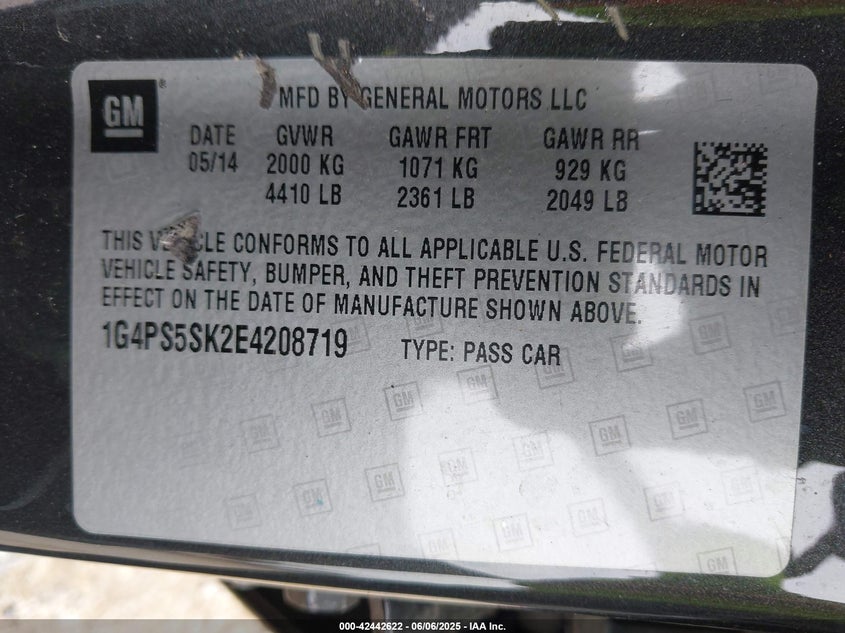 GM
MFD BY GENERAL MOTORS LLC
DATE GVWR GAWR FRT GAWR RR
05/14 2000 KG 1071 KG 929 KG
4410 LB 2361 LB 2049 LB
THIS VEHICLE CONFORMS TO ALL APPLICABLE U.S. FEDERAL MOTOR
VEHICLE SAFETY, BUMPER, AND THEFT PREVENTION STANDARDS IN
EFFECT ON THE DATE OF MANUFACTURE SHOWN ABOVE.
1G4PS5SK2E4208719 TYPE: PASS CAR
000-42442622 - 06/06/2025 - IAA Inc.